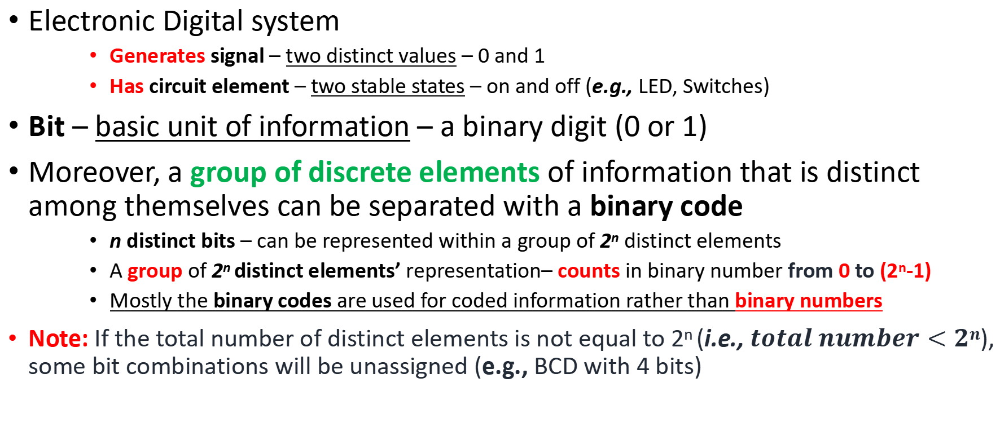 • Electronic Digital system
• Generates signal – two distinct values – 0 and 1
• Has circuit element – two stable states – on and off (e.g., LED, Switches)
• Bit – basic unit of information – a binary digit (0 or 1)
• Moreover, a group of discrete elements of information that is distinct
among themselves can be separated with a binary code
• n distinct bits – can be represented within a group of 2ⁿ distinct elements
• A group of 2ⁿ distinct elements’ representation– counts in binary number from 0 to (2ⁿ-1)
• Mostly the binary codes are used for coded information rather than binary numbers
• Note: If the total number of distinct elements is not equal to 2ⁿ (i.e., total number < 2ⁿ),
some bit combinations will be unassigned (e.g., BCD with 4 bits)